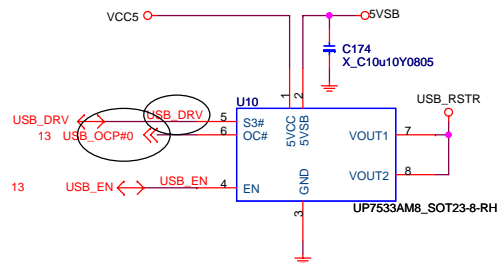 VCC5
5VSB
C174
X_C10u10Y0805
U10
USB_RSTR
1
2
USB_DRV
USB_DRV
5
S3#
5VCC
5VSB
VOUT1
7
13
USB_OCP#0
6
OC#
13
USB_EN
USB_EN
4
EN
GND
VOUT2
8
3
UP7533AM8_SOT23-8-RH